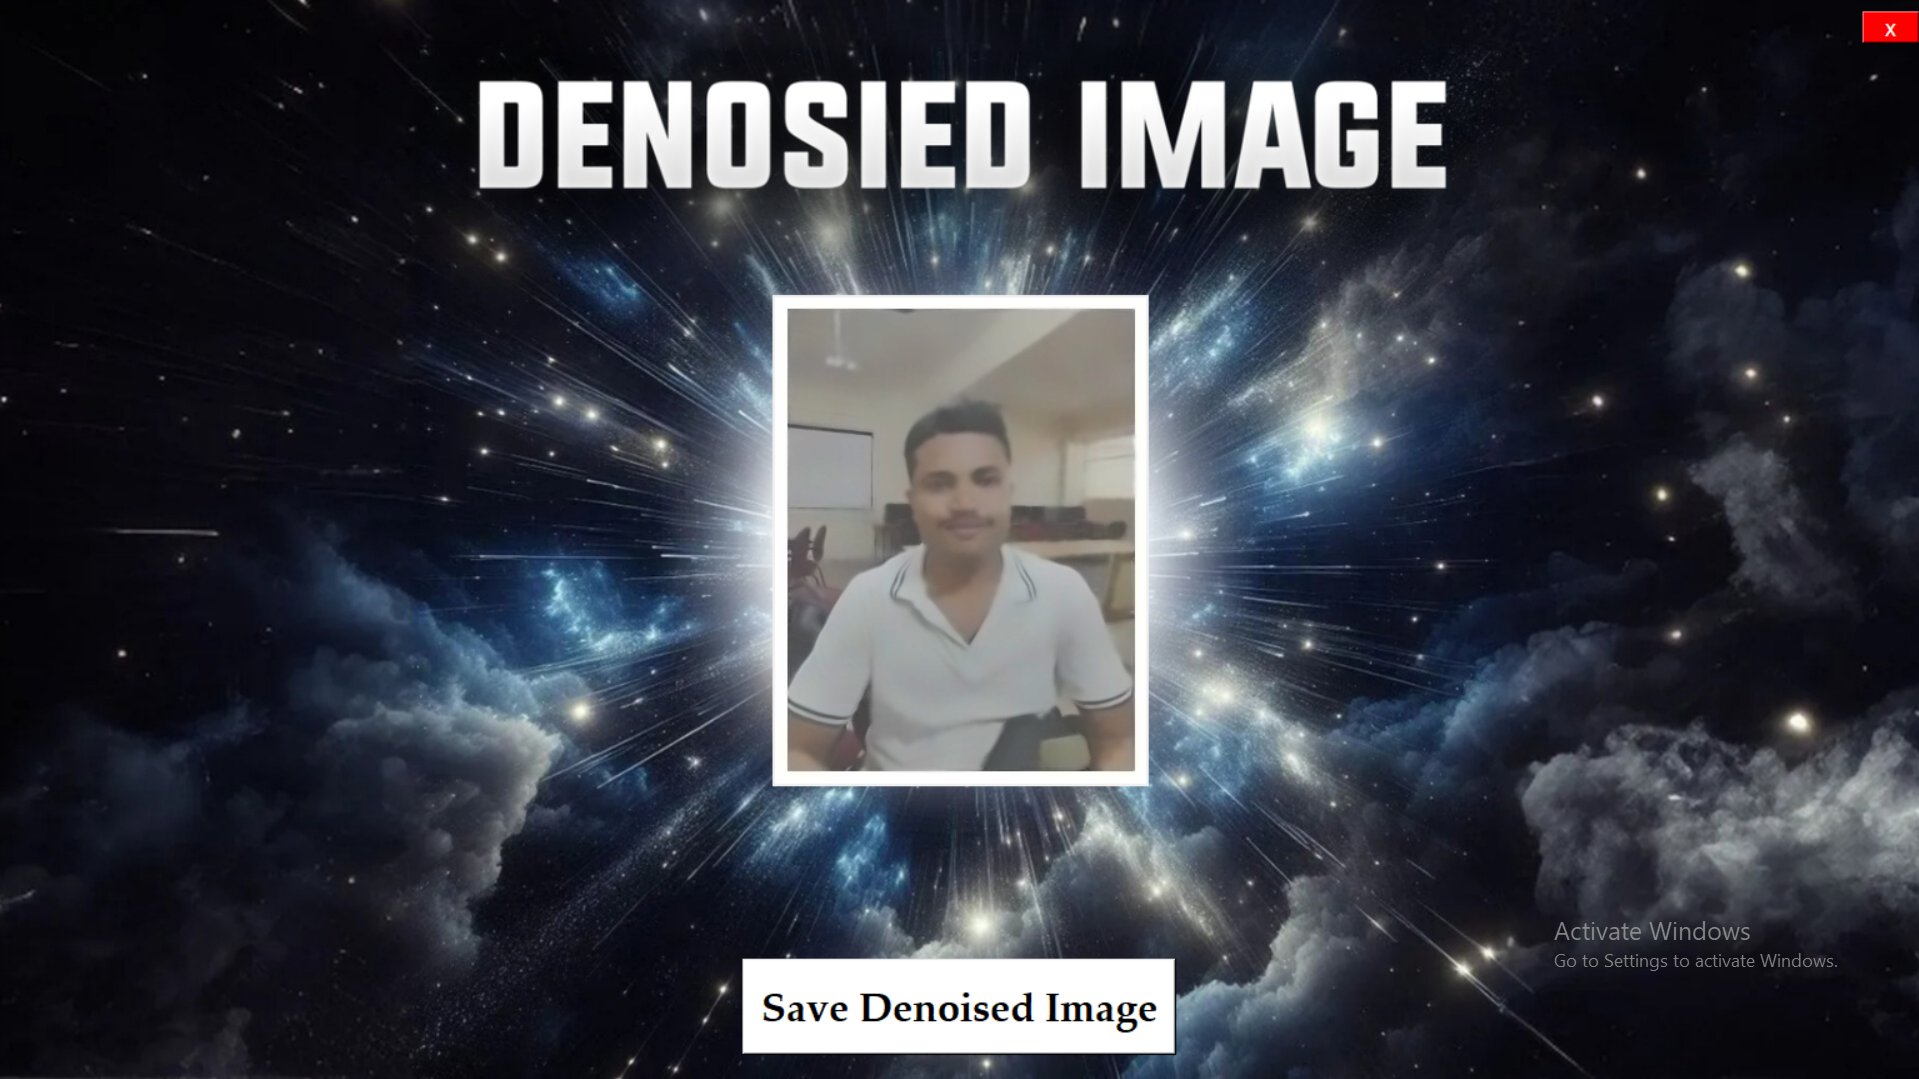 X
DENOSIED IMAGE
Activate Windows
Go to Settings to activate Windows.
Save Denoised Image